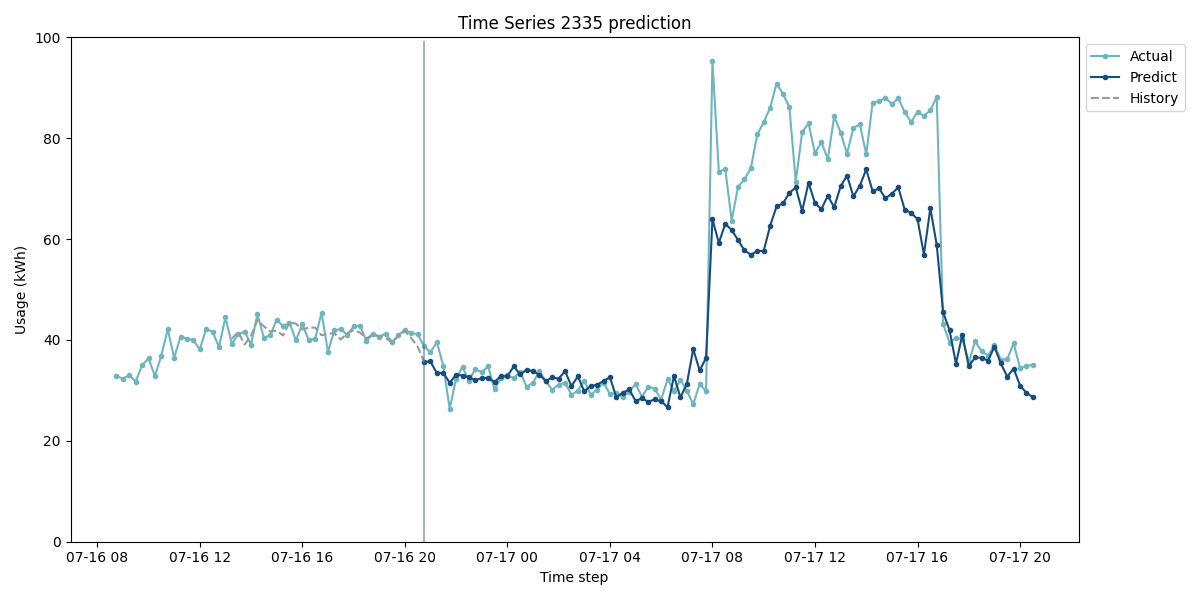 Time Series 2335 prediction
100
80
60
40
20
0
Usage (kWh)
07-16 08
07-16 12
07-16 16
07-16 20
07-17 00
07-17 04
07-17 08
07-17 12
07-17 16
07-17 20
Time step
Actual
Predict
History